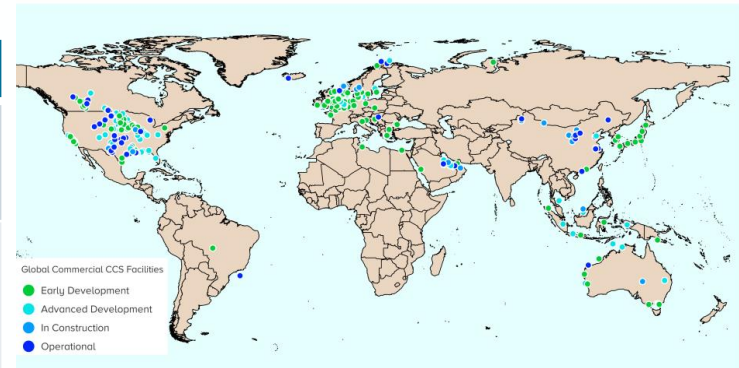 Global Commercial CCS Facilities
Early Development
Advanced Development
In Construction
Operational